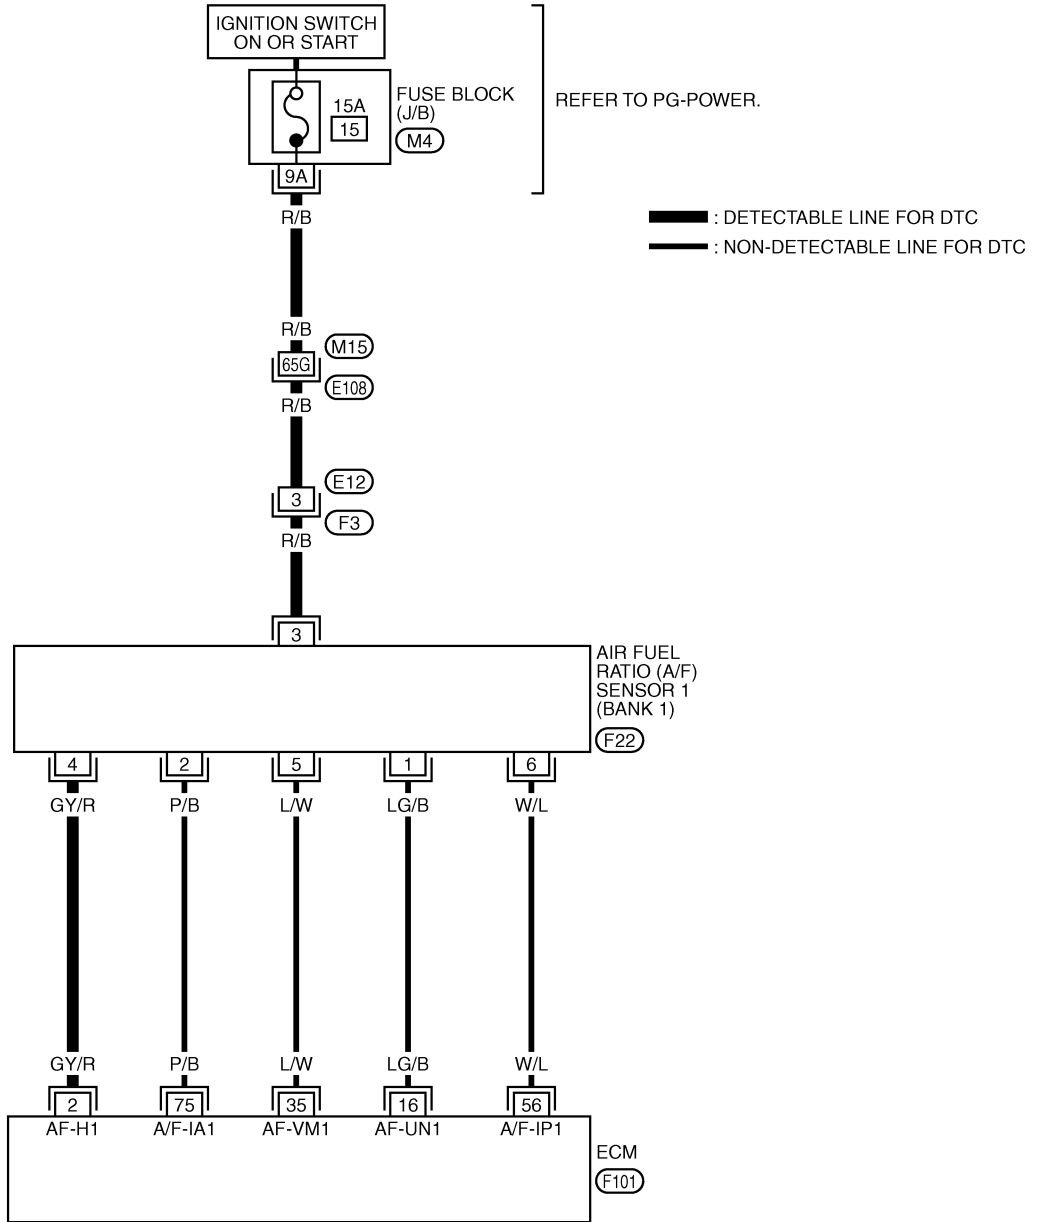 IGNITION SWITCH
ON OR START
FUSE BLOCK
(J/B)
M4
15A
15
9A
REFER TO PG-POWER.
R/B
: DETECTABLE LINE FOR DTC
: NON-DETECTABLE LINE FOR DTC
R/B
M15
65G
E108
R/B
E12
3
F3
R/B
3
AIR FUEL
RATIO (A/F)
SENSOR 1
(BANK 1)
F22
4 2 5 1 6
GY/R P/B L/W LG/B W/L
GY/R P/B L/W LG/B W/L
2 75 35 16 56
AF-H1 A/F-IA1 AF-VM1 AF-UN1 A/F-IP1
ECM
F101